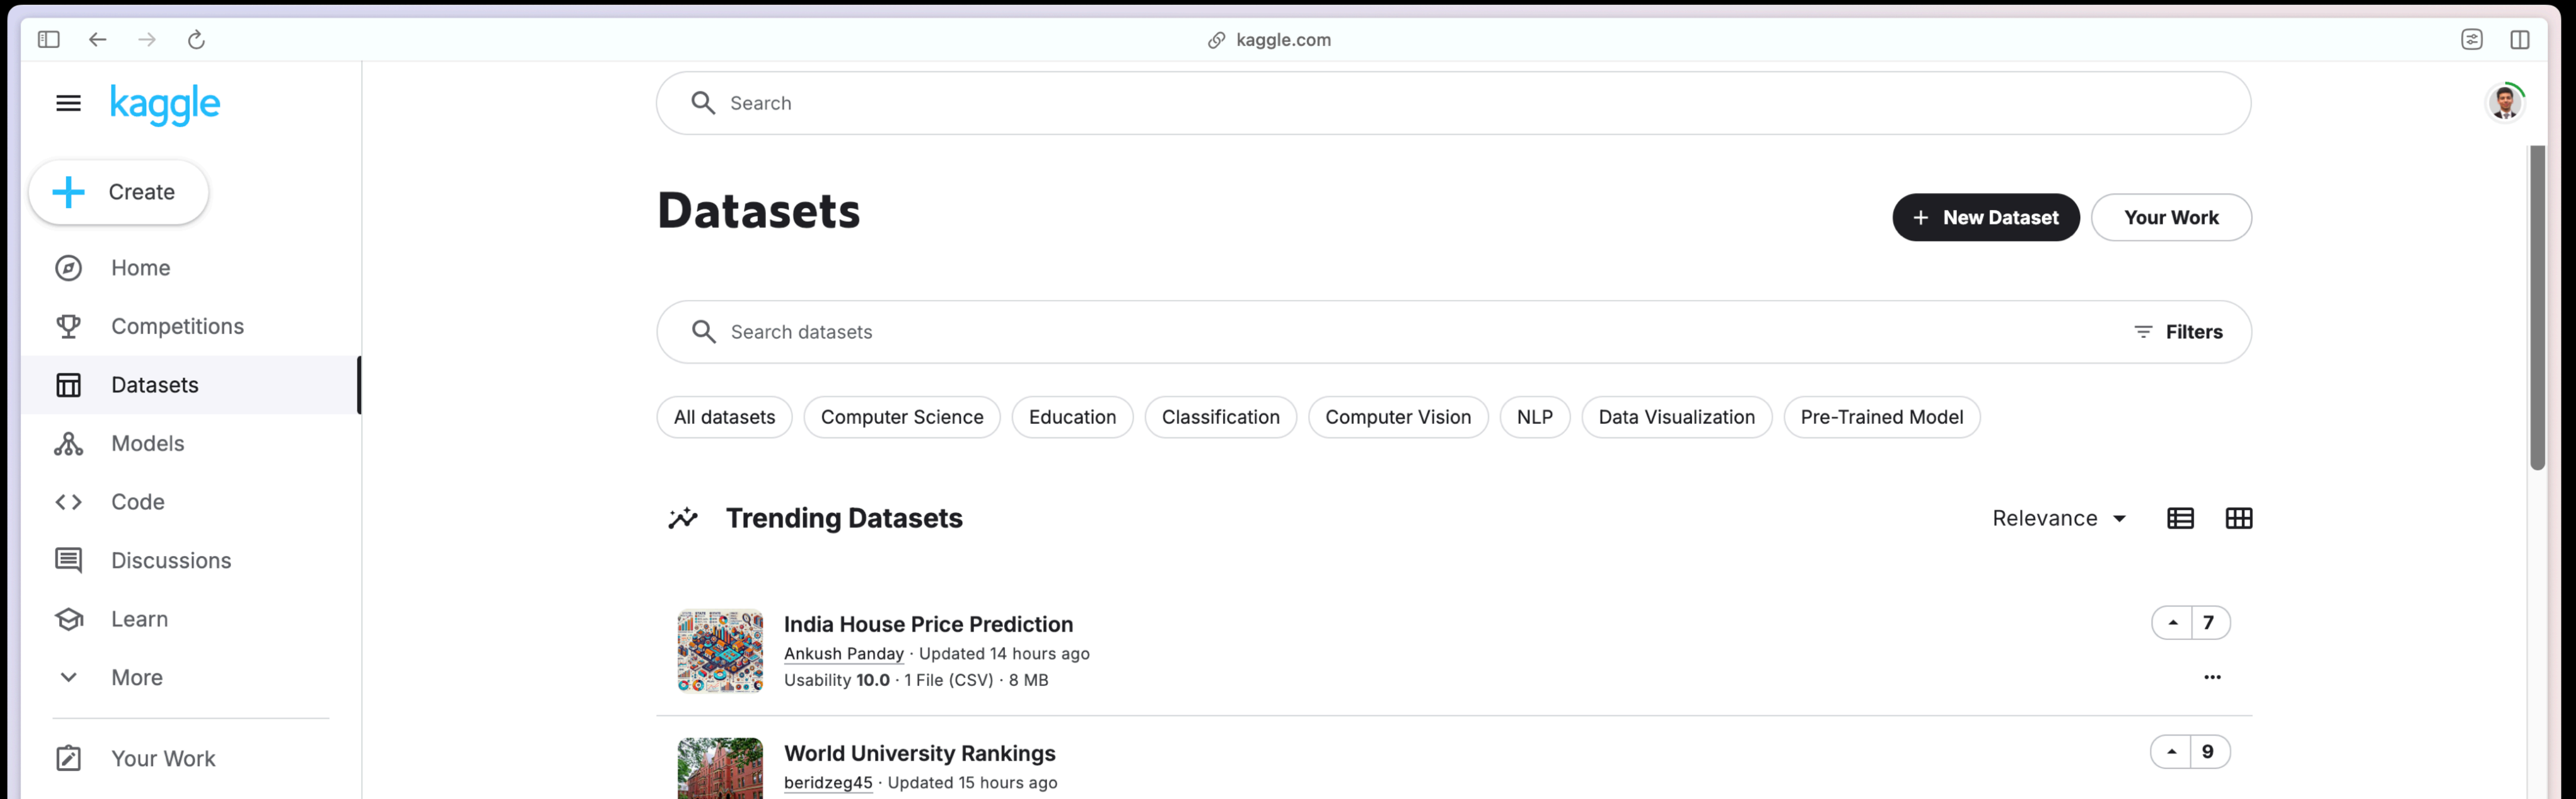 kaggle.com
kaggle
Search
Create
Datasets
+ New Dataset
Your Work
Home
Competitions
Datasets
Models
Code
Discussions
Learn
More
Your Work
Search datasets
Filters
All datasets
Computer Science
Education
Classification
Computer Vision
NLP
Data Visualization
Pre-Trained Model
Trending Datasets
Relevance
India House Price Prediction
Ankush Panday · Updated 14 hours ago
Usability 10.0 · 1 File (CSV) · 8 MB
7
World University Rankings
beridzeg45 · Updated 15 hours ago
9